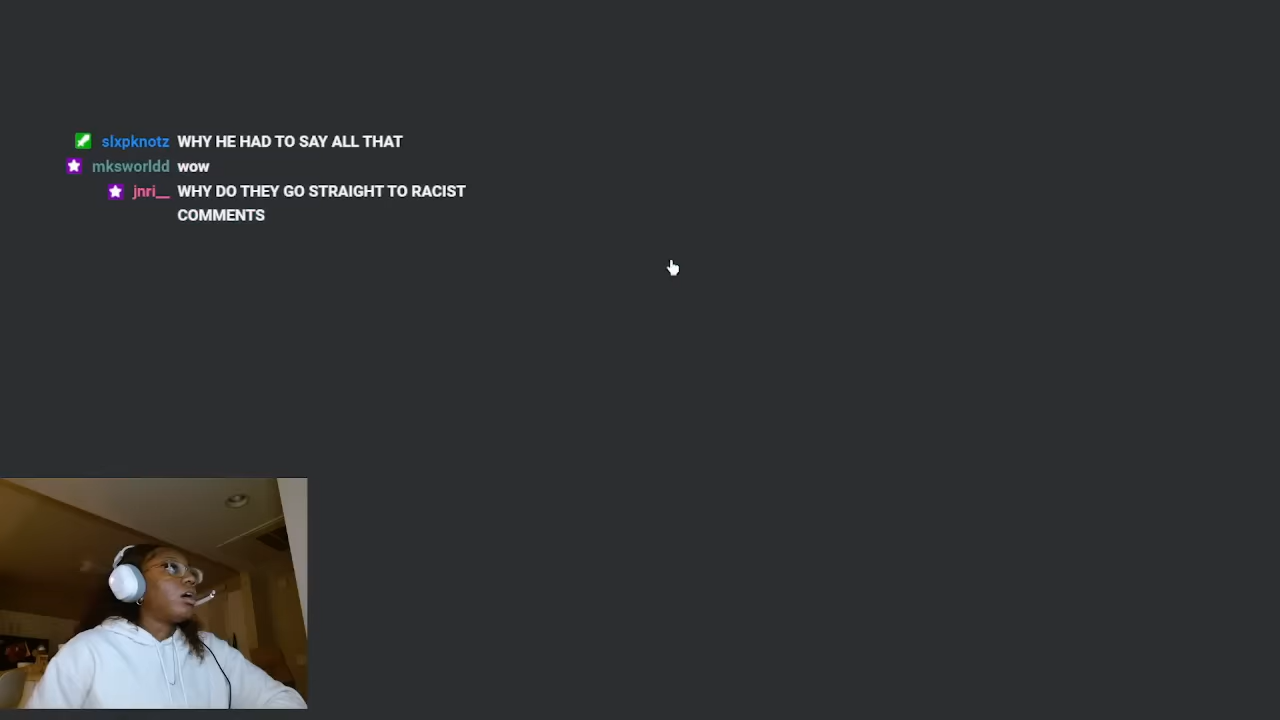 slxpknotz WHY HE HAD TO SAY ALL THAT
mksworldd wow
jnri__ WHY DO THEY GO STRAIGHT TO RACIST
COMMENTS